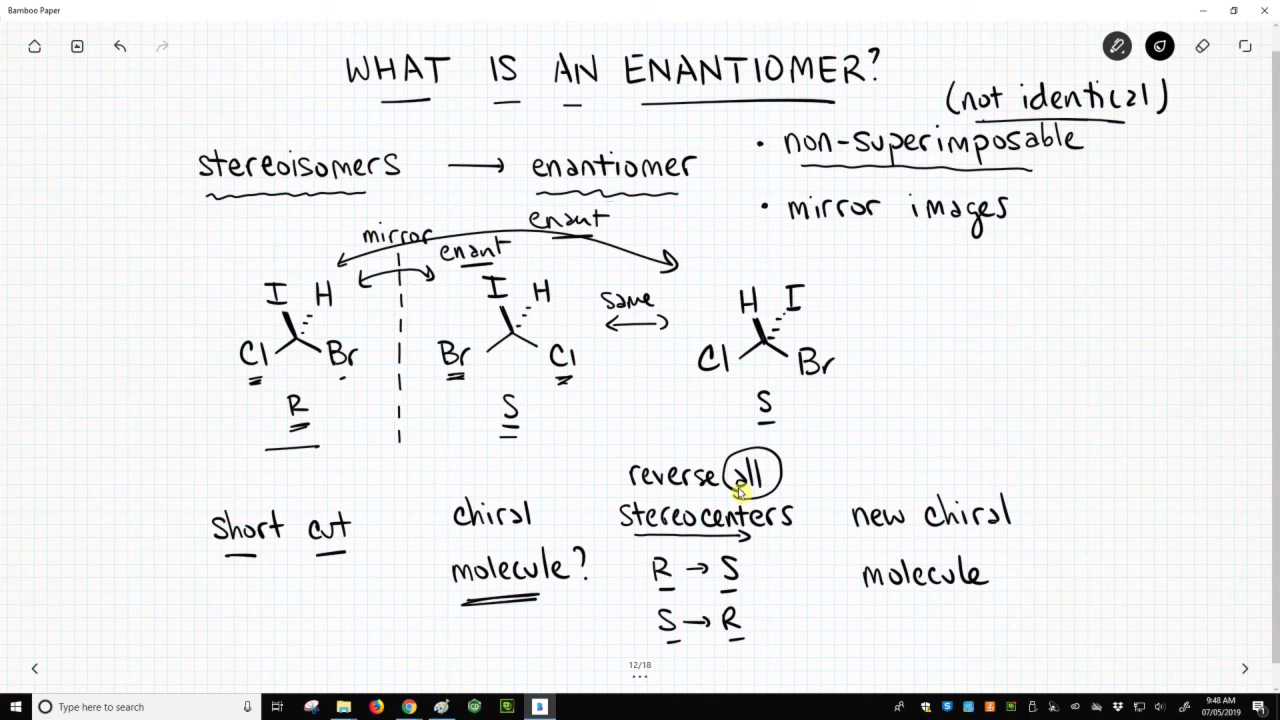 Bamboo Paper
WHAT IS AN ENANTIOMER?
(not identical)
• non-superimposable
stereoisomers → enantiomer
• mirror images
enant
mirror
enant
I H
I H
same
H I
Cl Br
Br Cl
Cl Br
R
S
S
reverse all
short cut
chiral
stereocenters
new chiral
molecule?
R → S
molecule
S → R
12/18
Type here to search
9:48 AM
07/05/2019